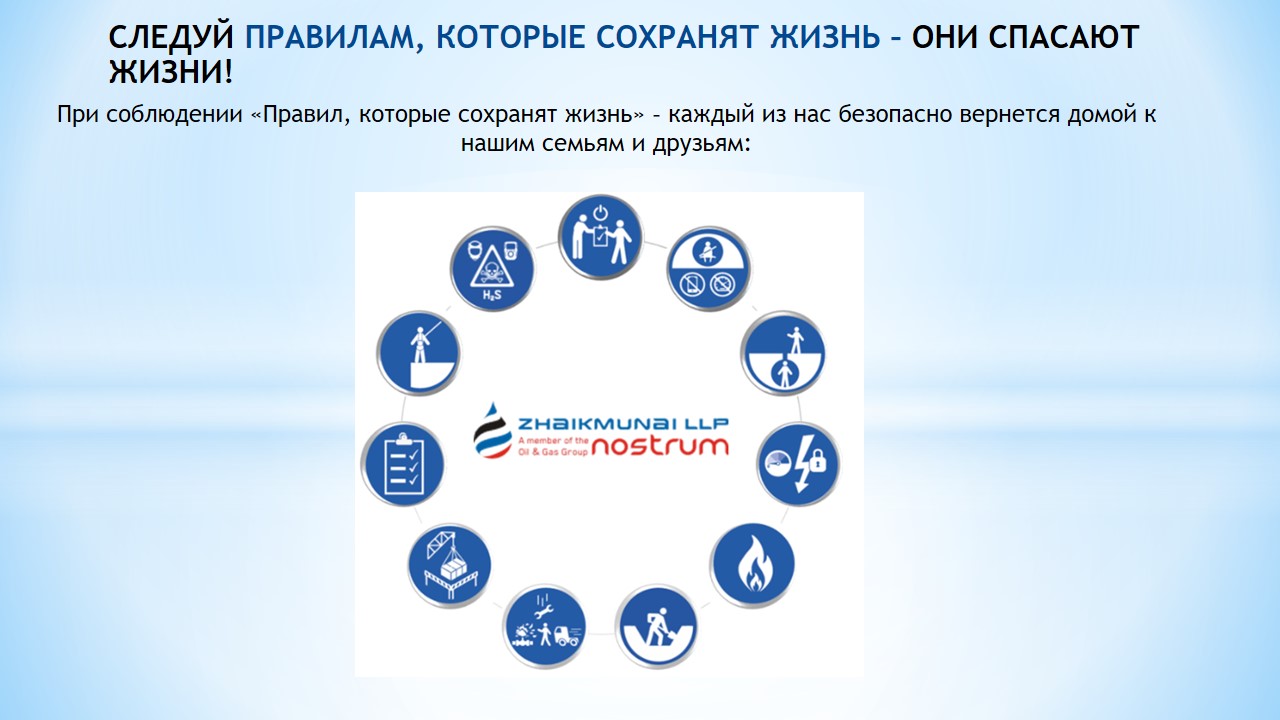 СЛЕДУЙ ПРАВИЛАМ, КОТОРЫЕ СОХРАНЯТ ЖИЗНЬ – ОНИ СПАСАЮТ
ЖИЗНИ!
При соблюдении «Правил, которые сохранят жизнь» – каждый из нас безопасно вернется домой к
нашим семьям и друзьям:
H₂S
ZHAIKMUNAI LLP
A member of the
Oil & Gas Group
nostrum